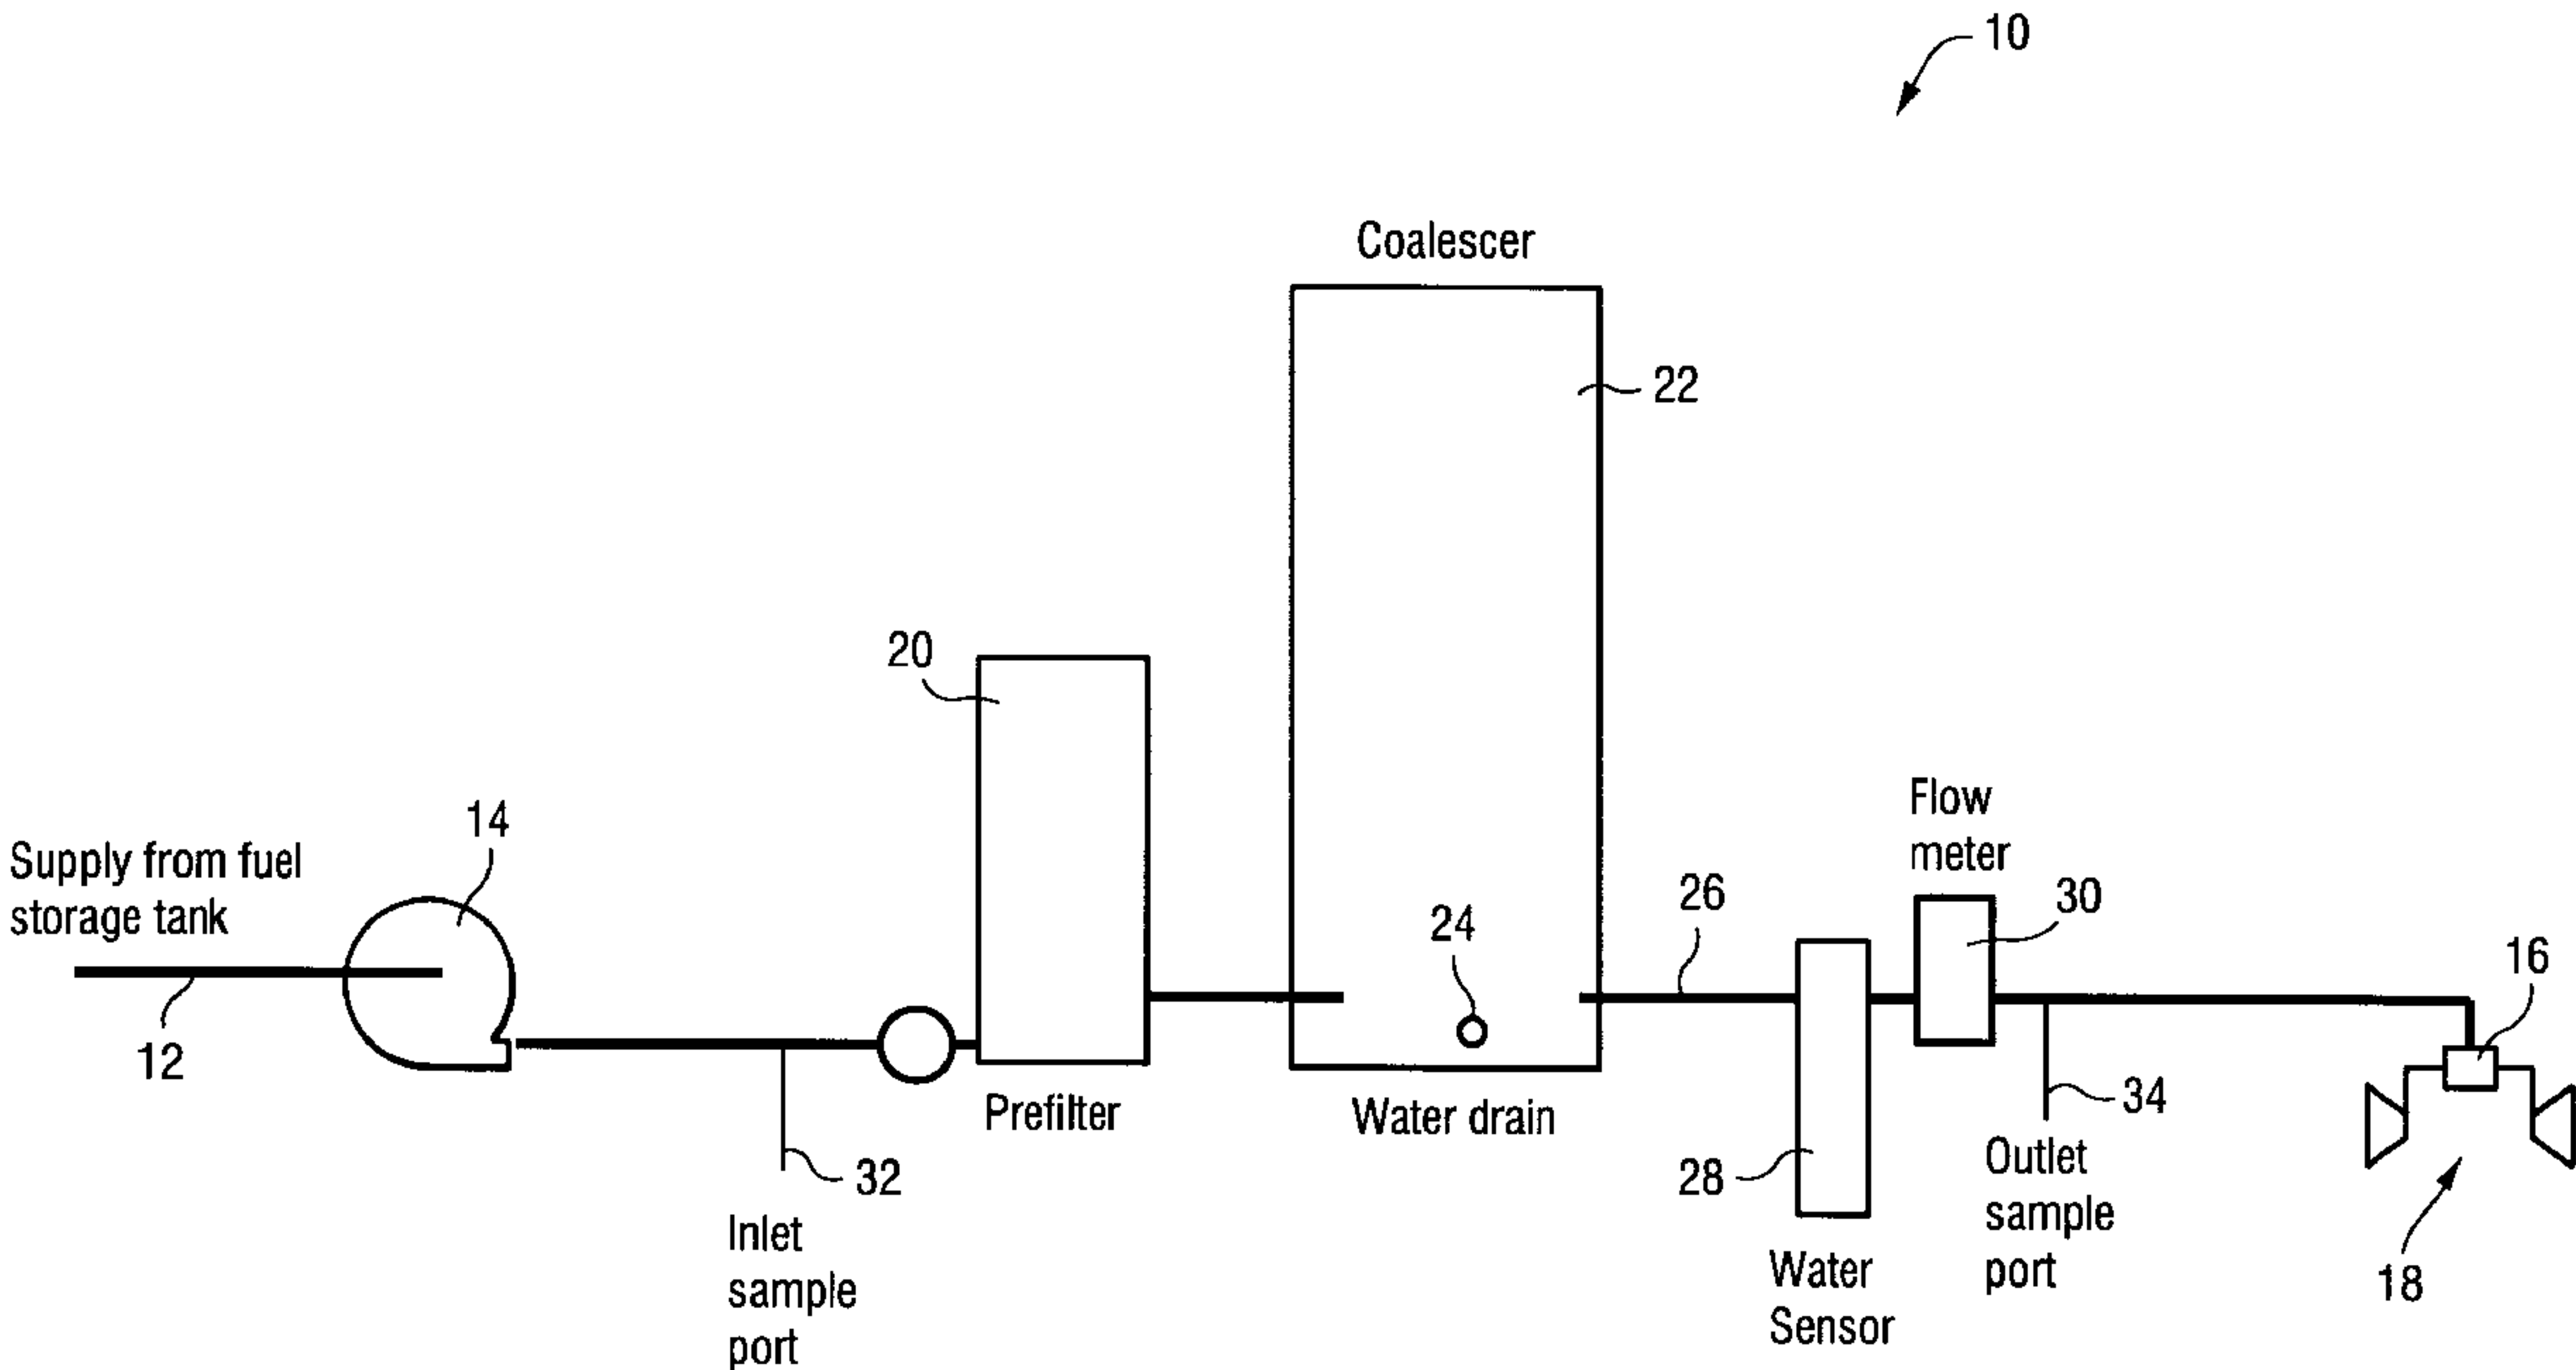 10
Coalescer
22
20
Flow
meter
14
Supply from fuel
storage tank
30
26
24
16
12
Prefilter
Water drain
34
32
28
Outlet
sample
port
Inlet
sample
port
Water
Sensor
18